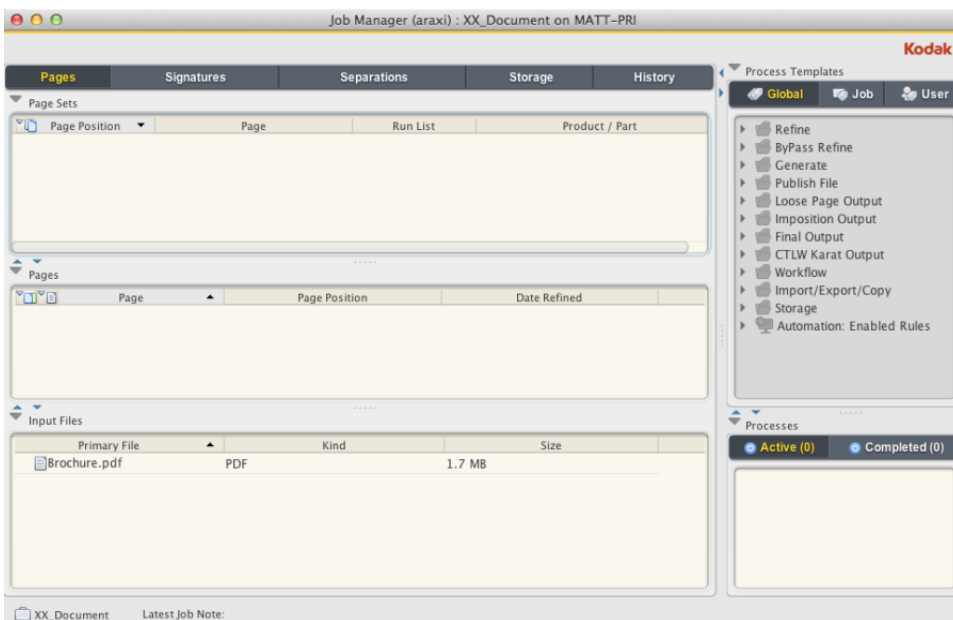 Job Manager (araxi) : XX_Document on MATT-PRI
Kodak
Pages Signatures Separations Storage History
Page Sets
Page Position Page Run List Product / Part
Pages
Page Page Position Date Refined
Input Files
Primary File Kind Size
Brochure.pdf PDF 1.7 MB
Process Templates
Global Job User
Refine
ByPass Refine
Generate
Publish File
Loose Page Output
Imposition Output
Final Output
CTLW Karat Output
Workflow
Import/Export/Copy
Storage
Automation: Enabled Rules
Processes
Active (0) Completed (0)
XX_Document Latest Job Note: